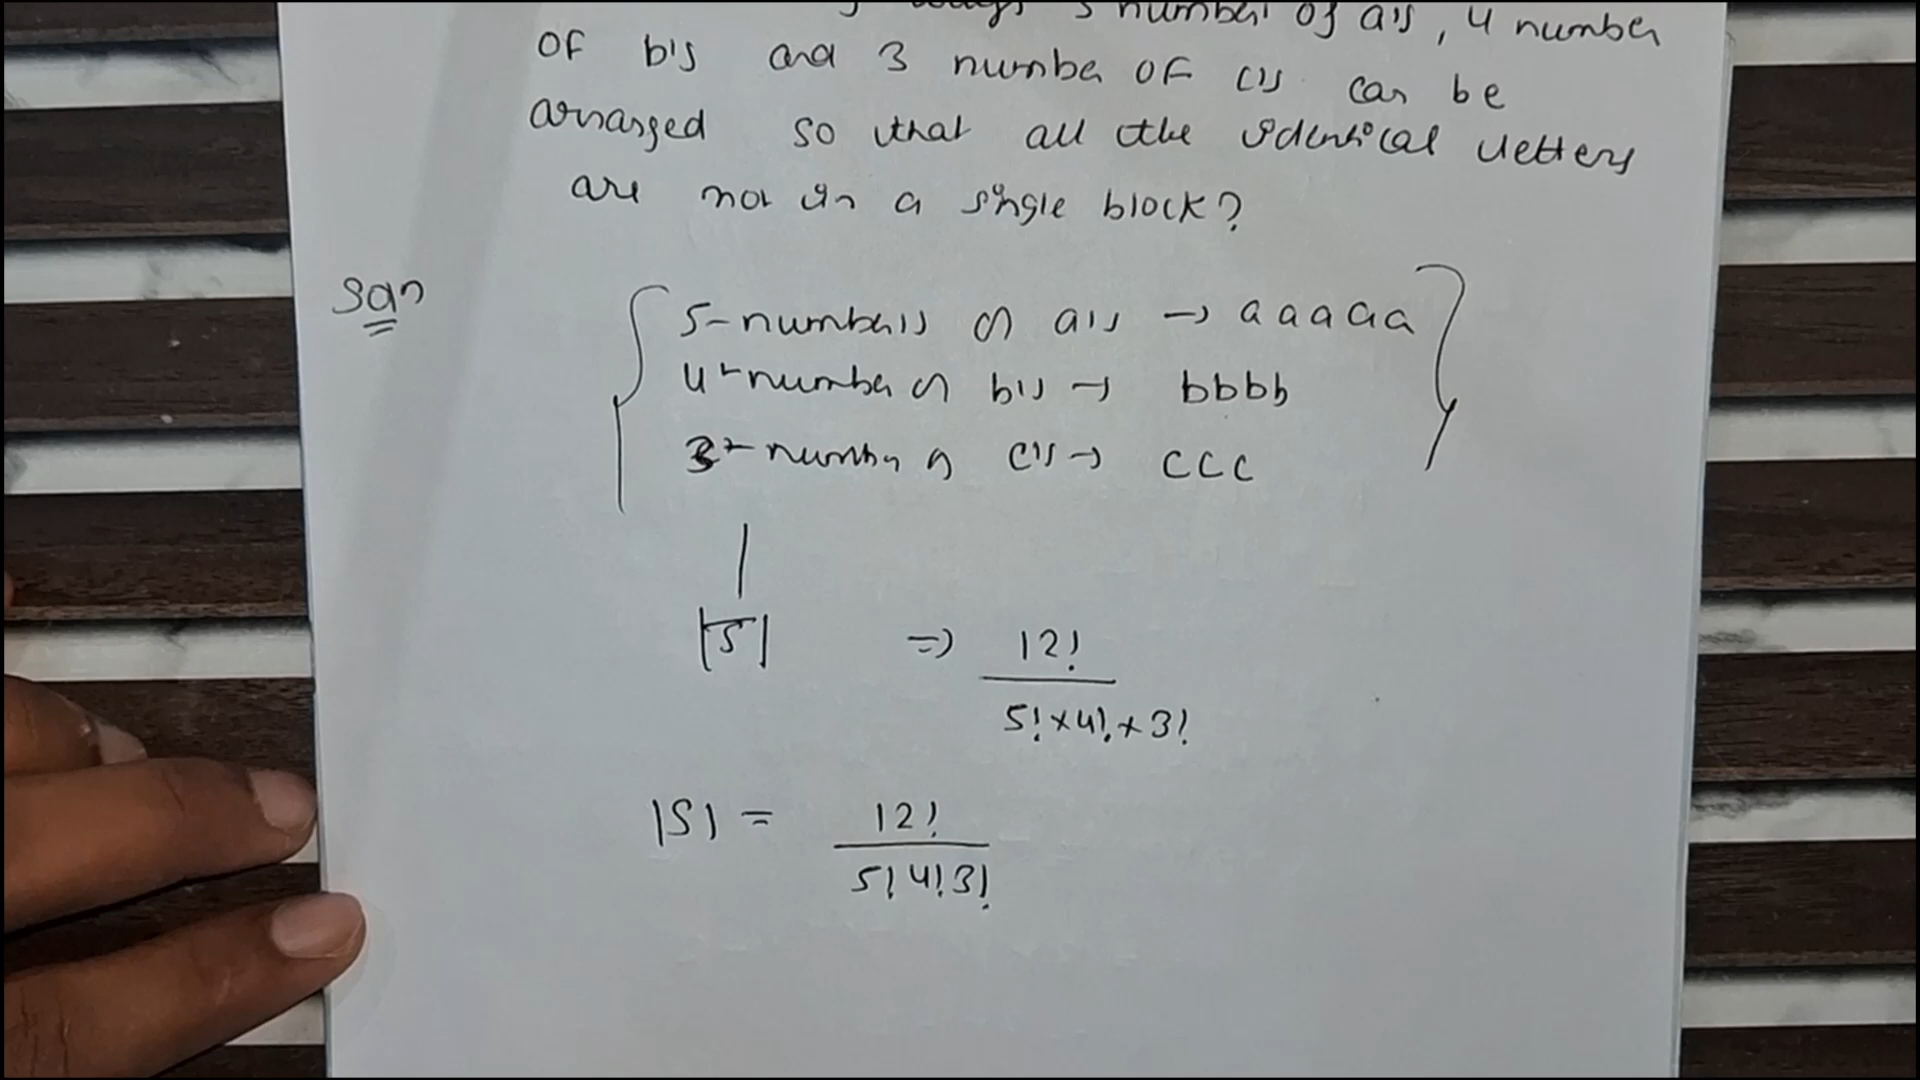 number of a's, 4 number
of b's and 3 number of c's can be
arranged so that all the identical letters
are not in a single block?
Soln
5-numbers of a's → a a a a a
4-number of b's → bbbb
3-number of c's → CCC
|S| ⇒ 12!
5! × 4! × 3!
|S| = 12!
5! 4! 3!